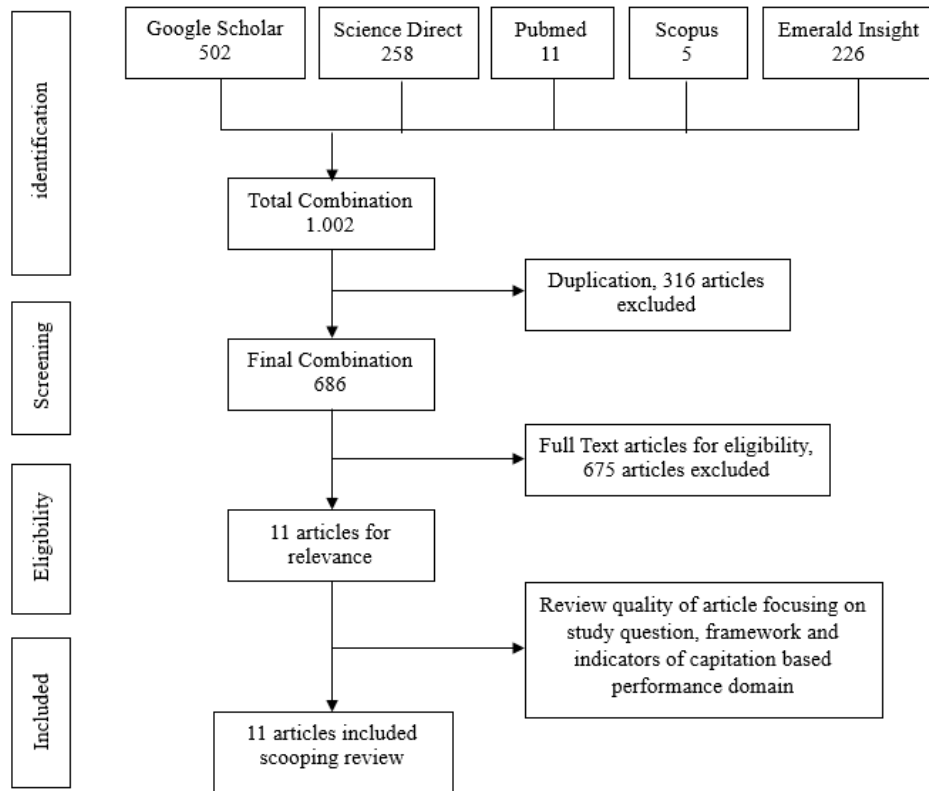 identification
Google Scholar
502
Science Direct
258
Pubmed
11
Scopus
5
Emerald Insight
226
Total Combination
1.002
Duplication, 316 articles
excluded
Screening
Final Combination
686
Full Text articles for eligibility,
675 articles excluded
Eligibility
11 articles for
relevance
Review quality of article focusing on
study question, framework and
indicators of capitation based
performance domain
Included
11 articles included
scooping review